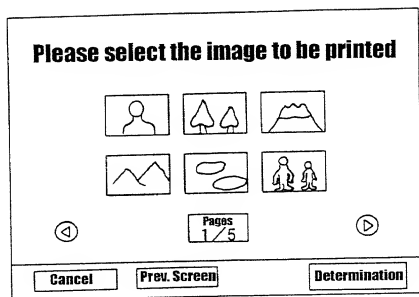 Please select the image to be printed
Pages
1/5
Cancel
Prev. Screen
Determination